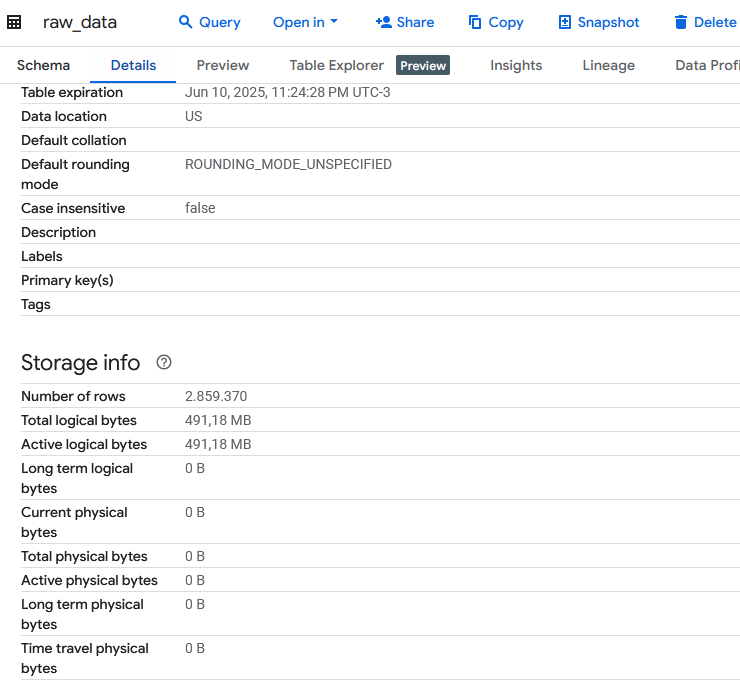 raw_data Query Open in Share Copy Snapshot Delete
Schema Details Preview Table Explorer Preview Insights Lineage Data Profi
Table expiration Jun 10, 2025, 11:24:28 PM UTC-3
Data location US
Default collation
Default rounding mode ROUNDING_MODE_UNSPECIFIED
Case insensitive false
Description
Labels
Primary key(s)
Tags
Storage info
Number of rows 2.859.370
Total logical bytes 491,18 MB
Active logical bytes 491,18 MB
Long term logical bytes 0 B
Current physical bytes 0 B
Total physical bytes 0 B
Active physical bytes 0 B
Long term physical bytes 0 B
Time travel physical bytes 0 B